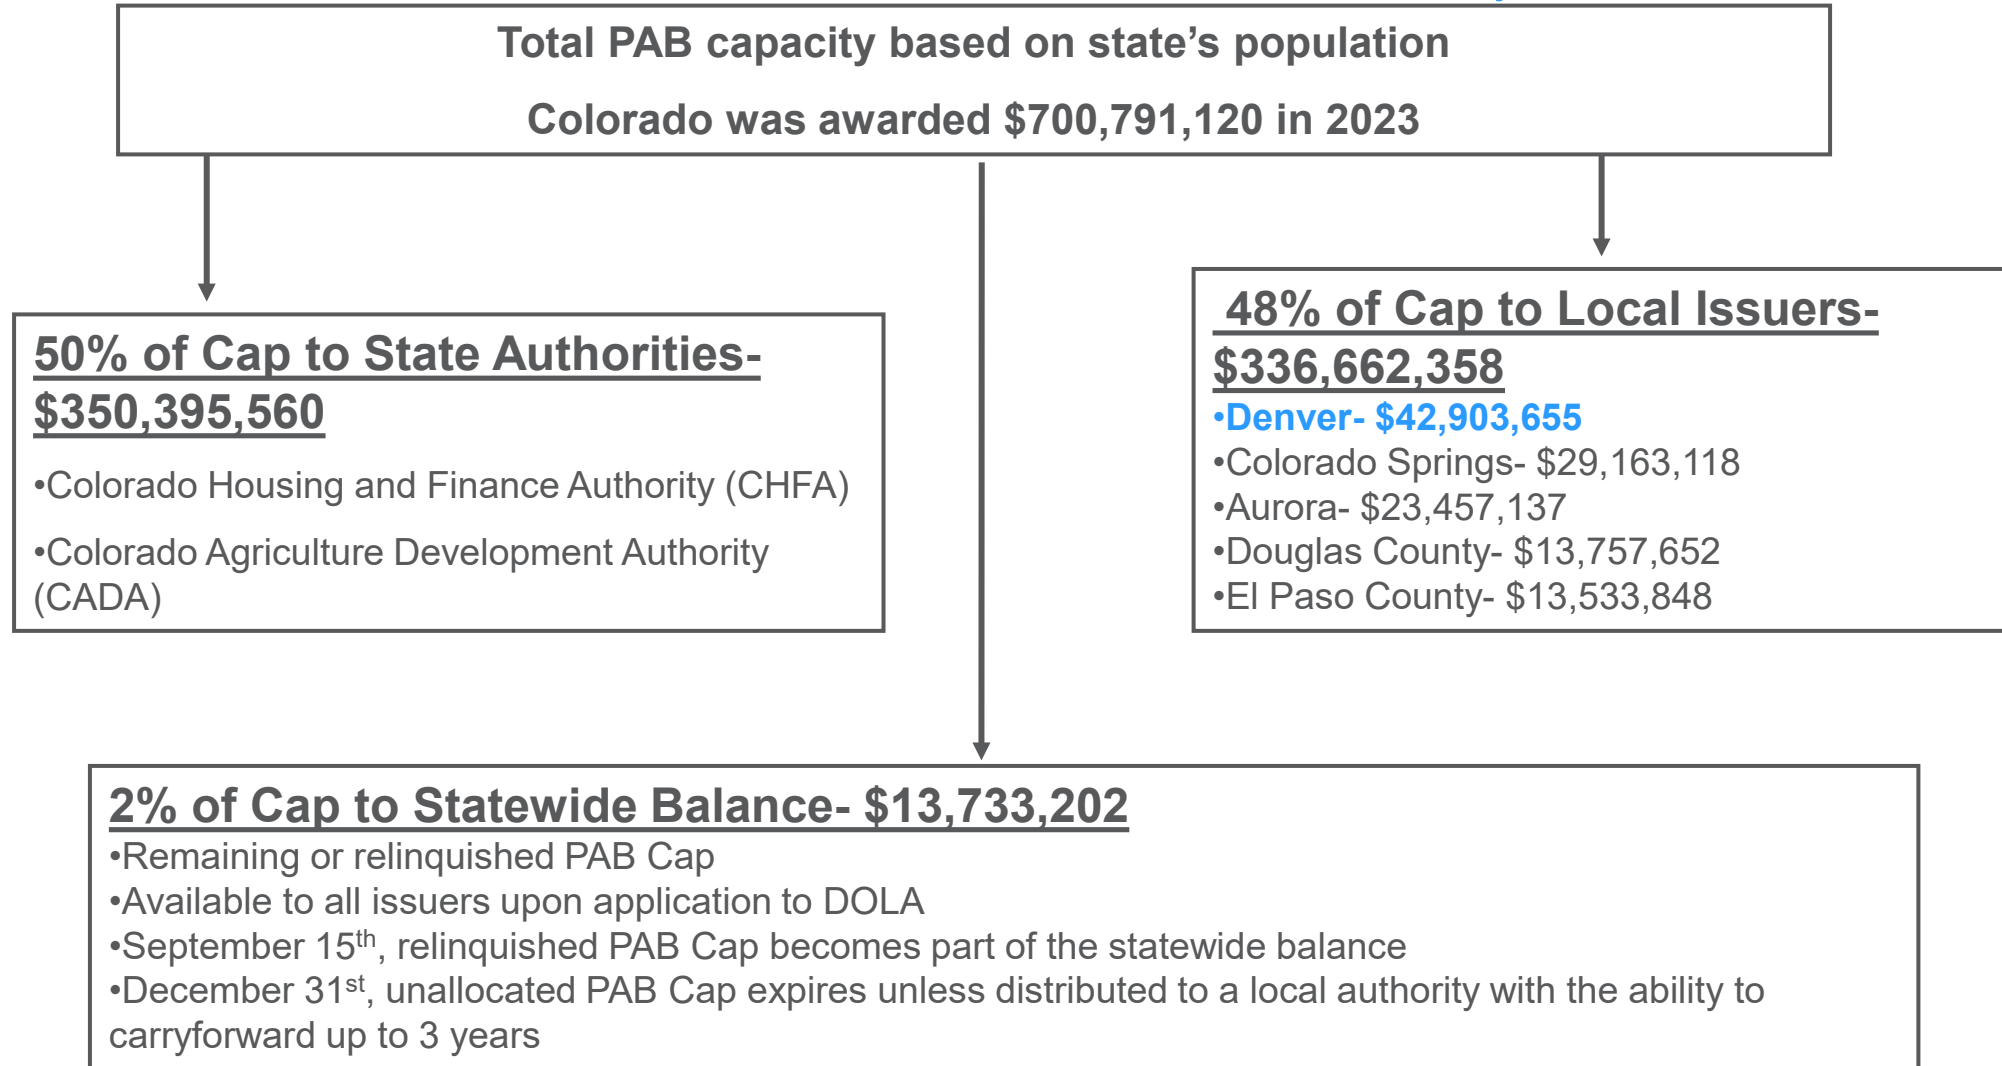 Total PAB capacity based on state’s population
Colorado was awarded $700,791,120 in 2023
50% of Cap to State Authorities-
$350,395,560
•Colorado Housing and Finance Authority (CHFA)
•Colorado Agriculture Development Authority
(CADA)
48% of Cap to Local Issuers-
$336,662,358
•Denver- $42,903,655
•Colorado Springs- $29,163,118
•Aurora- $23,457,137
•Douglas County- $13,757,652
•El Paso County- $13,533,848
2% of Cap to Statewide Balance- $13,733,202
•Remaining or relinquished PAB Cap
•Available to all issuers upon application to DOLA
•September 15th, relinquished PAB Cap becomes part of the statewide balance
•December 31st, unallocated PAB Cap expires unless distributed to a local authority with the ability to
carryforward up to 3 years